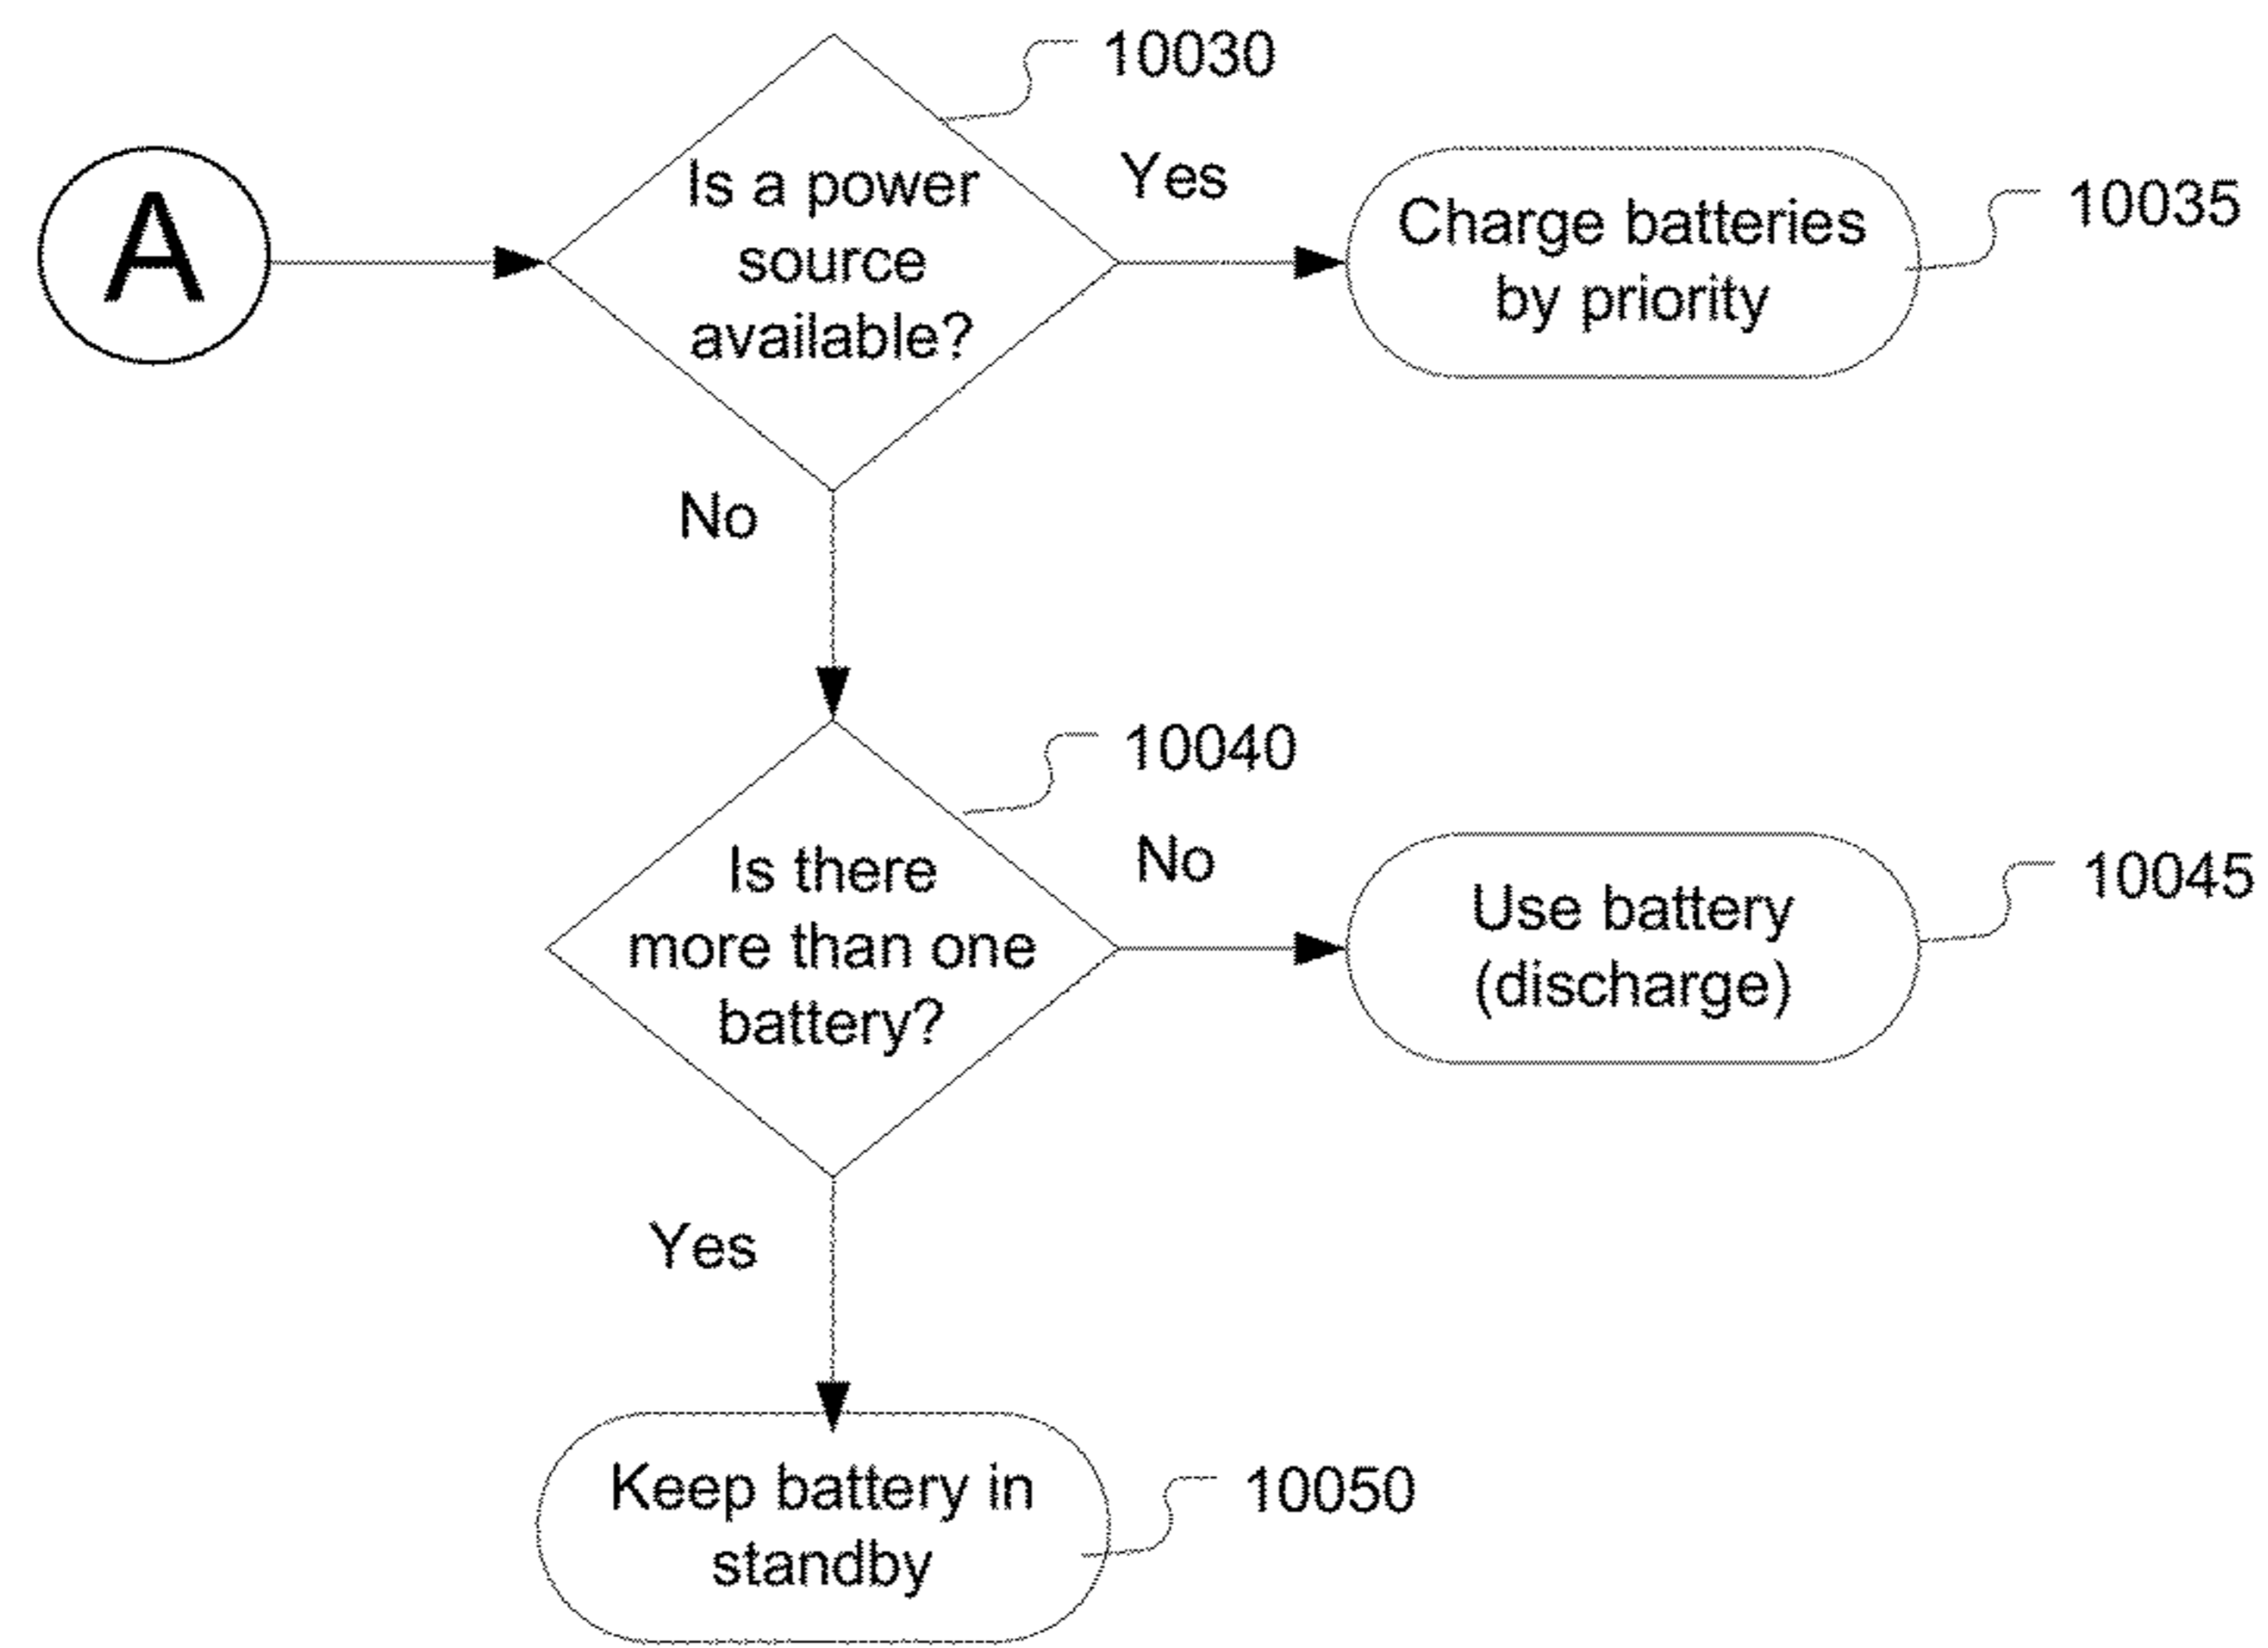 10030
A
Is a power
source
available?
Yes
Charge batteries
by priority
10035
No
10040
Is there
more than one
battery?
No
Use battery
(discharge)
10045
Yes
Keep battery in
standby
10050